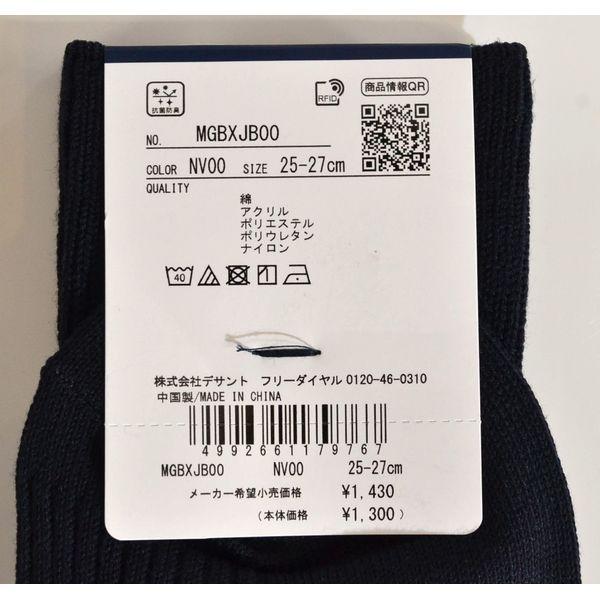 抗菌防臭
RFID
商品情報QR
NO. MGBXJB00
COLOR NV00 SIZE 25-27cm
QUALITY
綿
アクリル
ポリエステル
ポリウレタン
ナイロン
40
株式会社デサント フリーダイヤル 0120-46-0310
中国製/MADE IN CHINA
4992661179767
MGBXJB00 NV00 25-27cm
メーカー希望小売価格 ¥1,430
(本体価格 ¥1,300)